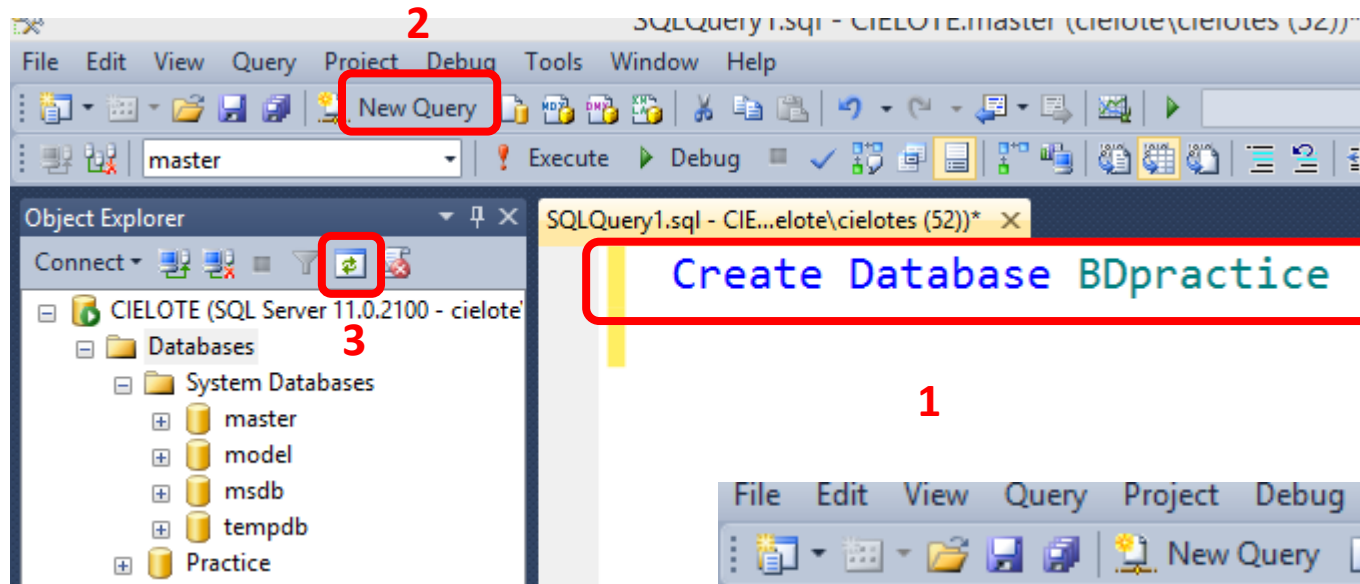 2
SQLQuery1.sql - CIELOTE.master (cielote\cielotes (52))*
File Edit View Query Project Debug Tools Window Help
New Query
master Execute Debug
Object Explorer
SQLQuery1.sql - CIE...elote\cielotes (52))*
Connect
Create Database BDpractice
CIELOTE (SQL Server 11.0.2100 - cielote
3
Databases
System Databases
1
master
model
msdb
tempdb
Practice
File Edit View Query Project Debug
New Query